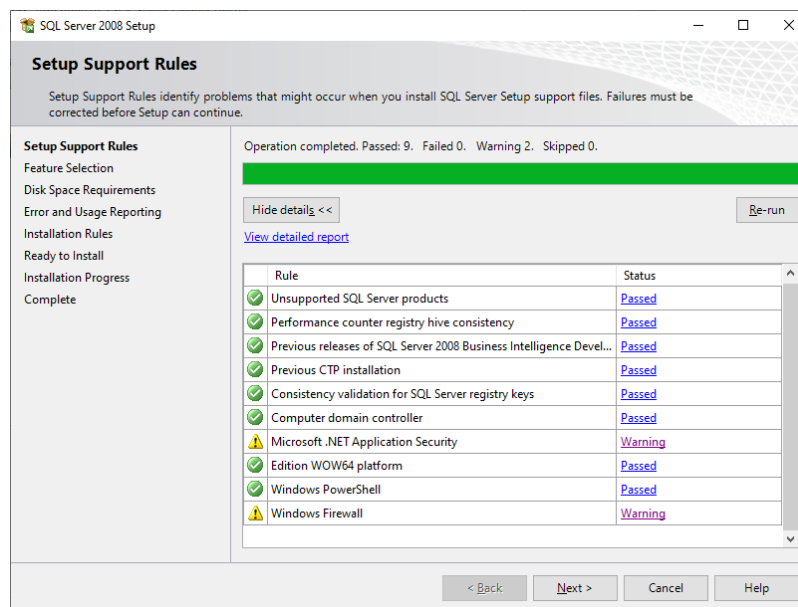 SQL Server 2008 Setup
Setup Support Rules
Setup Support Rules identify problems that might occur when you install SQL Server Setup support files. Failures must be
corrected before Setup can continue.
Setup Support Rules
Feature Selection
Disk Space Requirements
Error and Usage Reporting
Installation Rules
Ready to Install
Installation Progress
Complete
Operation completed. Passed: 9.  Failed 0.  Warning 2.  Skipped 0.
Hide details <<
Re-run
View detailed report
Rule Status
Unsupported SQL Server products Passed
Performance counter registry hive consistency Passed
Previous releases of SQL Server 2008 Business Intelligence Devel... Passed
Previous CTP installation Passed
Consistency validation for SQL Server registry keys Passed
Computer domain controller Passed
Microsoft .NET Application Security Warning
Edition WOW64 platform Passed
Windows PowerShell Passed
Windows Firewall Warning
< Back Next > Cancel Help